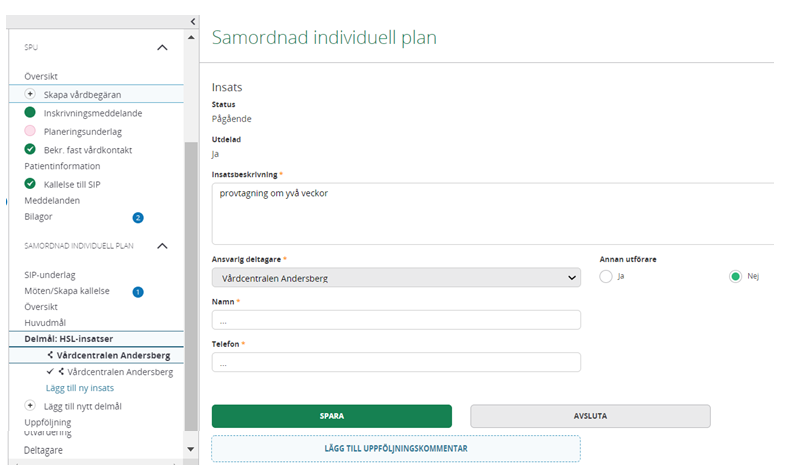 SPU
Översikt
Skapa vårdbegäran
Inskrivningsmeddelande
Planeringsunderlag
Bekr. fast vårdkontakt
Patientinformation
Kallelse till SIP
Meddelanden
Bilagor 2
SAMORDNAD INDIVIDUELL PLAN
SIP-underlag
Möten/Skapa kallelse 1
Översikt
Huvudmål
Delmål: HSL-insatser
Vårdcentralen Andersberg
Vårdcentralen Andersberg
Lägg till ny insats
Lägg till nytt delmål
Uppföljning
Utvärdering
Deltagare
Samordnad individuell plan
Insats
Status
Pågående
Utdelad
Ja
Insatsbeskrivning *
provtagning om yvå veckor
Ansvarig deltagare *
Vårdcentralen Andersberg
Annan utförare
Ja Nej
Namn *
...
Telefon *
...
SPARA AVSLUTA
LÄGG TILL UPPFÖLJNINGSKOMMENTAR